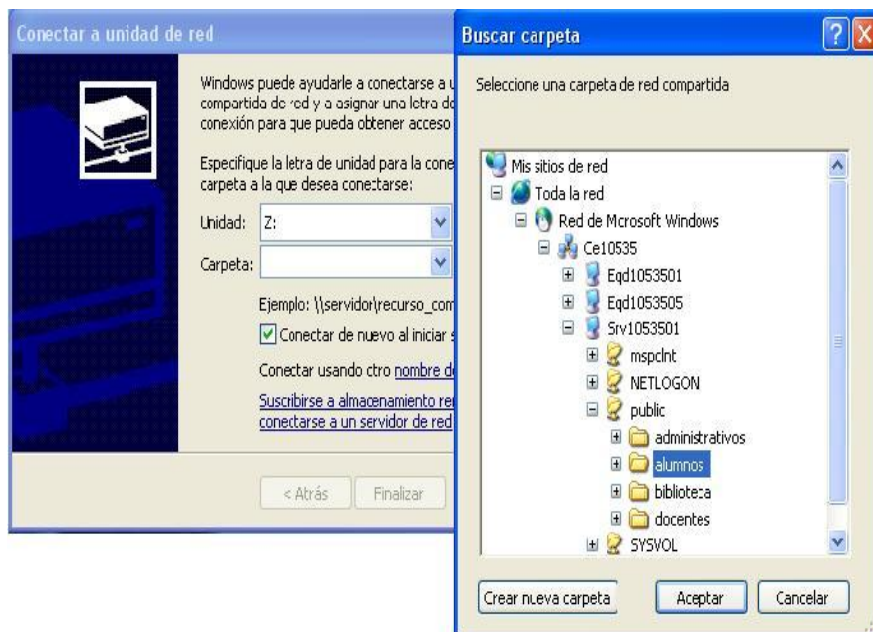 Conectar a unidad de red
Windows puede ayudarle a conectarse a u
compartida de red y a asignar una letra de
conexión para que pueda obtener acceso
Especifique la letra de unidad para la cone
carpeta a la que desea conectarse:
Unidad:
Z:
Carpeta:
Ejemplo: \\servidor\recurso_com
Conectar de nuevo al iniciar s
Conectar usando otro nombre d
Suscribirse a almacenamiento re
conectarse a un servidor de red
< Atrás
Finalizar
Buscar carpeta
Seleccione una carpeta de red compartida
Mis sitios de red
Toda la red
Red de Microsoft Windows
Ce10535
Eqd1053501
Eqd1053505
Srv1053501
mspclnt
NETLOGON
public
administrativos
alumnos
biblioteca
docentes
SYSVOL
Crear nueva carpeta
Aceptar
Cancelar